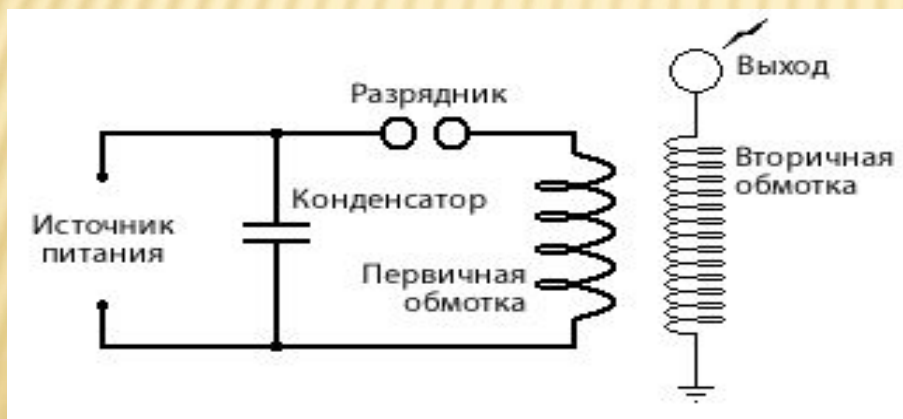 Разрядник
Выход
Конденсатор
Вторичная
обмотка
Источник
питания
Первичная
обмотка